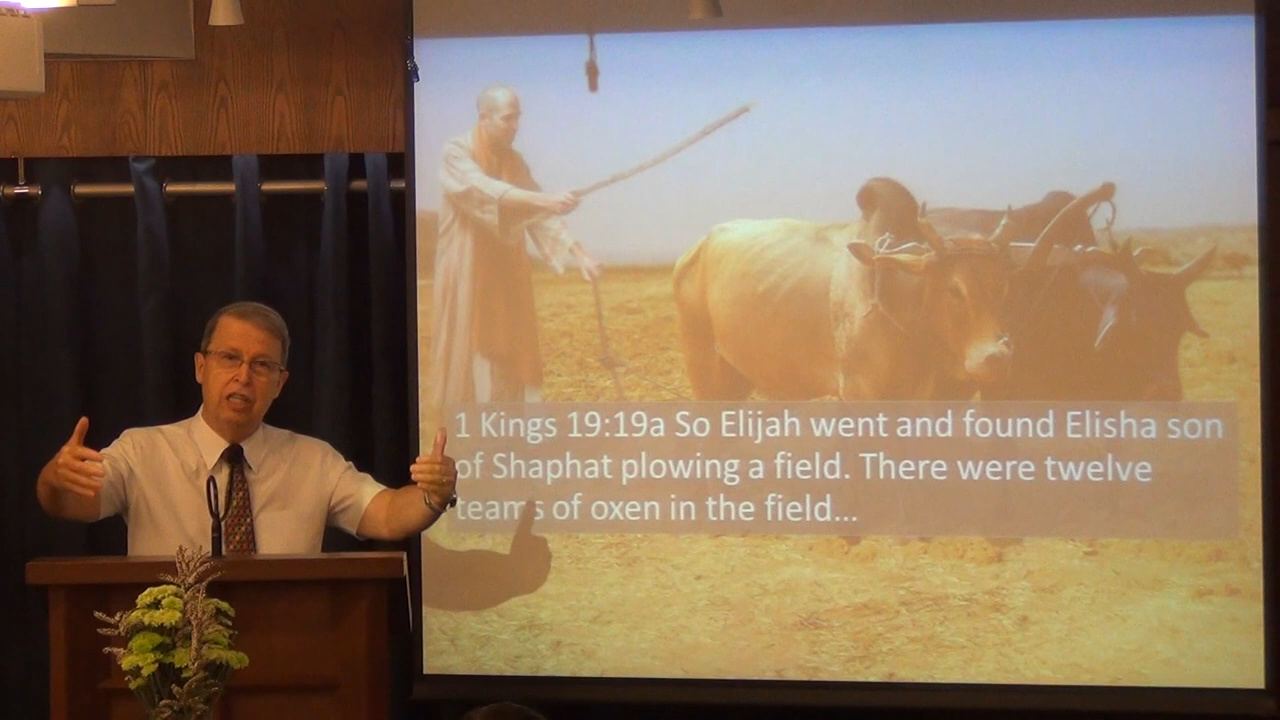 1 Kings 19:19a So Elijah went and found Elisha son
of Shaphat plowing a field. There were twelve
teams of oxen in the field...